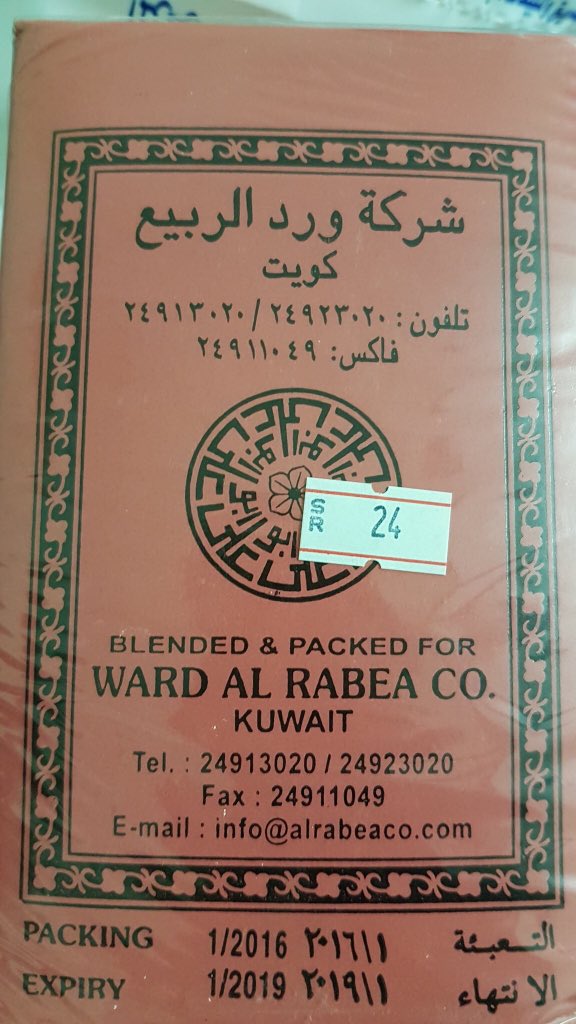 شركة ورد الربيع
كويت
تلفون: ٢٤٩٢٣٠٢٠ / ٢٤٩١٣٠٢٠
فاكس: ٢٤٩١١٠٤٩
SR 24
BLENDED & PACKED FOR
WARD AL RABEA CO.
KUWAIT
Tel. : 24913020 / 24923020
Fax : 24911049
E-mail : info@alrabeaco.com
PACKING 1/2016 ٢٠١٦/١ التعبئة
EXPIRY 1/2019 ٢٠١٩/١ الانتهاء